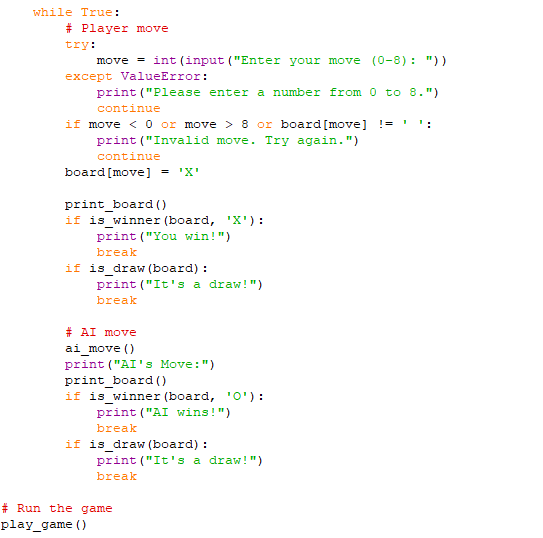 while True:
        # Player move
        try:
            move = int(input("Enter your move (0-8): "))
        except ValueError:
            print("Please enter a number from 0 to 8.")
            continue
        if move < 0 or move > 8 or board[move] != ' ':
            print("Invalid move. Try again.")
            continue
        board[move] = 'X'

        print_board()
        if is_winner(board, 'X'):
            print("You win!")
            break
        if is_draw(board):
            print("It's a draw!")
            break

        # AI move
        ai_move()
        print("AI's Move:")
        print_board()
        if is_winner(board, 'O'):
            print("AI wins!")
            break
        if is_draw(board):
            print("It's a draw!")
            break

# Run the game
play_game()